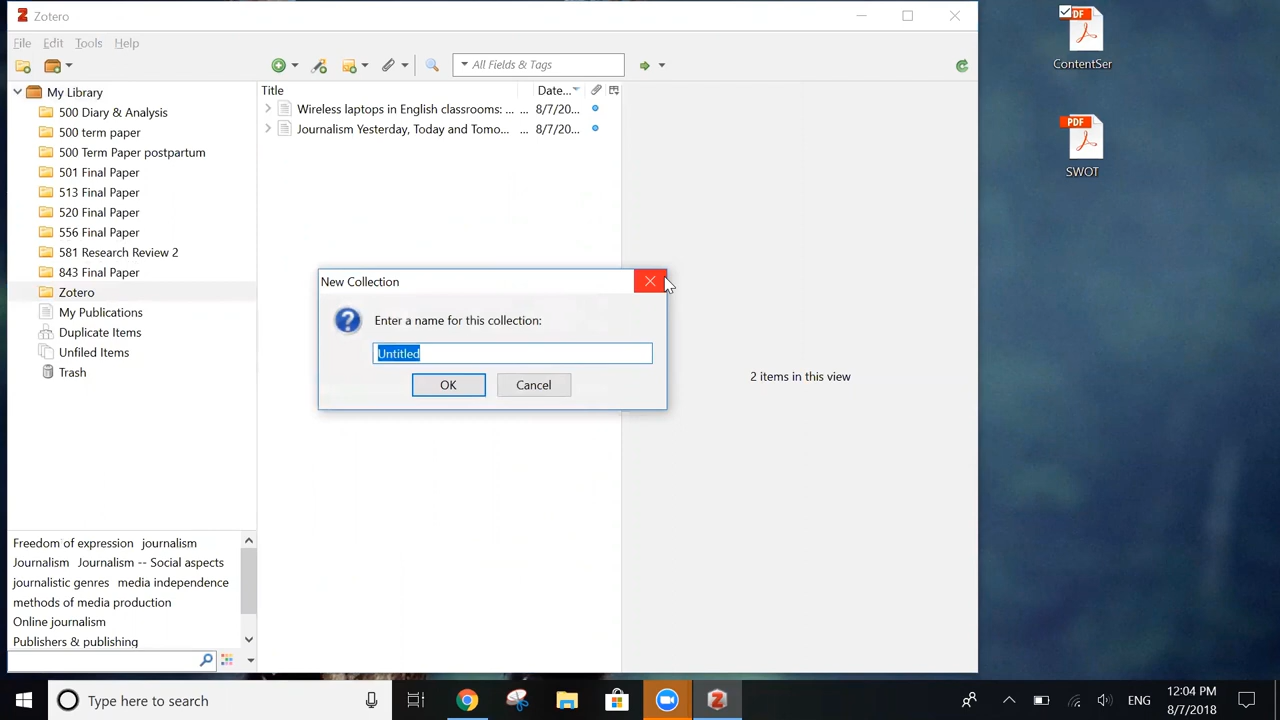 Zotero
File Edit Tools Help
All Fields & Tags
My Library
500 Diary & Analysis
500 term paper
500 Term Paper postpartum
501 Final Paper
513 Final Paper
520 Final Paper
556 Final Paper
581 Research Review 2
843 Final Paper
Zotero
My Publications
Duplicate Items
Unfiled Items
Trash
Freedom of expression journalism
Journalism Journalism -- Social aspects
journalistic genres media independence
methods of media production
Online journalism
Publishers & publishing
Title Date...
Wireless laptops in English classrooms: ... ... 8/7/20...
Journalism Yesterday, Today and Tomo... ... 8/7/20...
New Collection
Enter a name for this collection:
Untitled
OK Cancel
2 items in this view
DF
ContentSer
PDF
SWOT
Type here to search
ENG
12:04 PM
8/7/2018